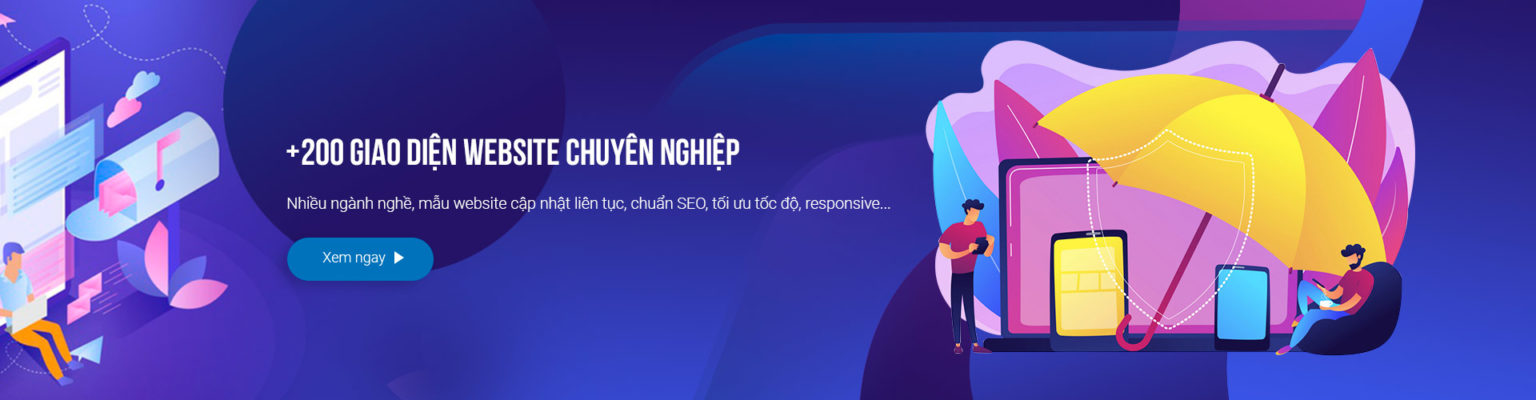 +200 GIAO DIỆN WEBSITE CHUYÊN NGHIỆP
Nhiều ngành nghề, mẫu website cập nhật liên tục, chuẩn SEO, tối ưu tốc độ, responsive...
Xem ngay